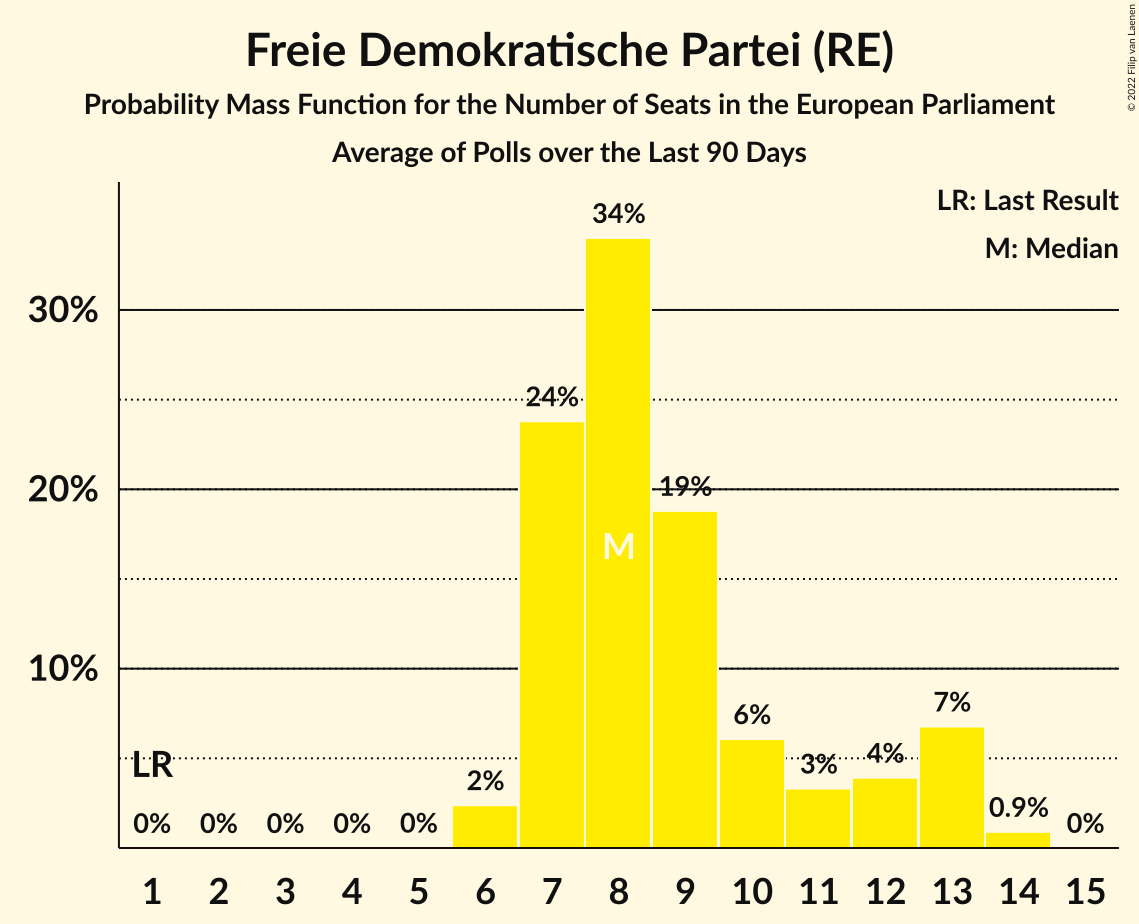 Freie Demokratische Partei (RE)
Probability Mass Function for the Number of Seats in the European Parliament
Average of Polls over the Last 90 Days
© 2022 Filip van Laenen
LR: Last Result
M: Median
34%
30%
24%
20%
19%
M
10%
7%
6%
LR
4%
3%
2%
0.9%
0% 0% 0% 0% 0% 0%
1 2 3 4 5 6 7 8 9 10 11 12 13 14 15